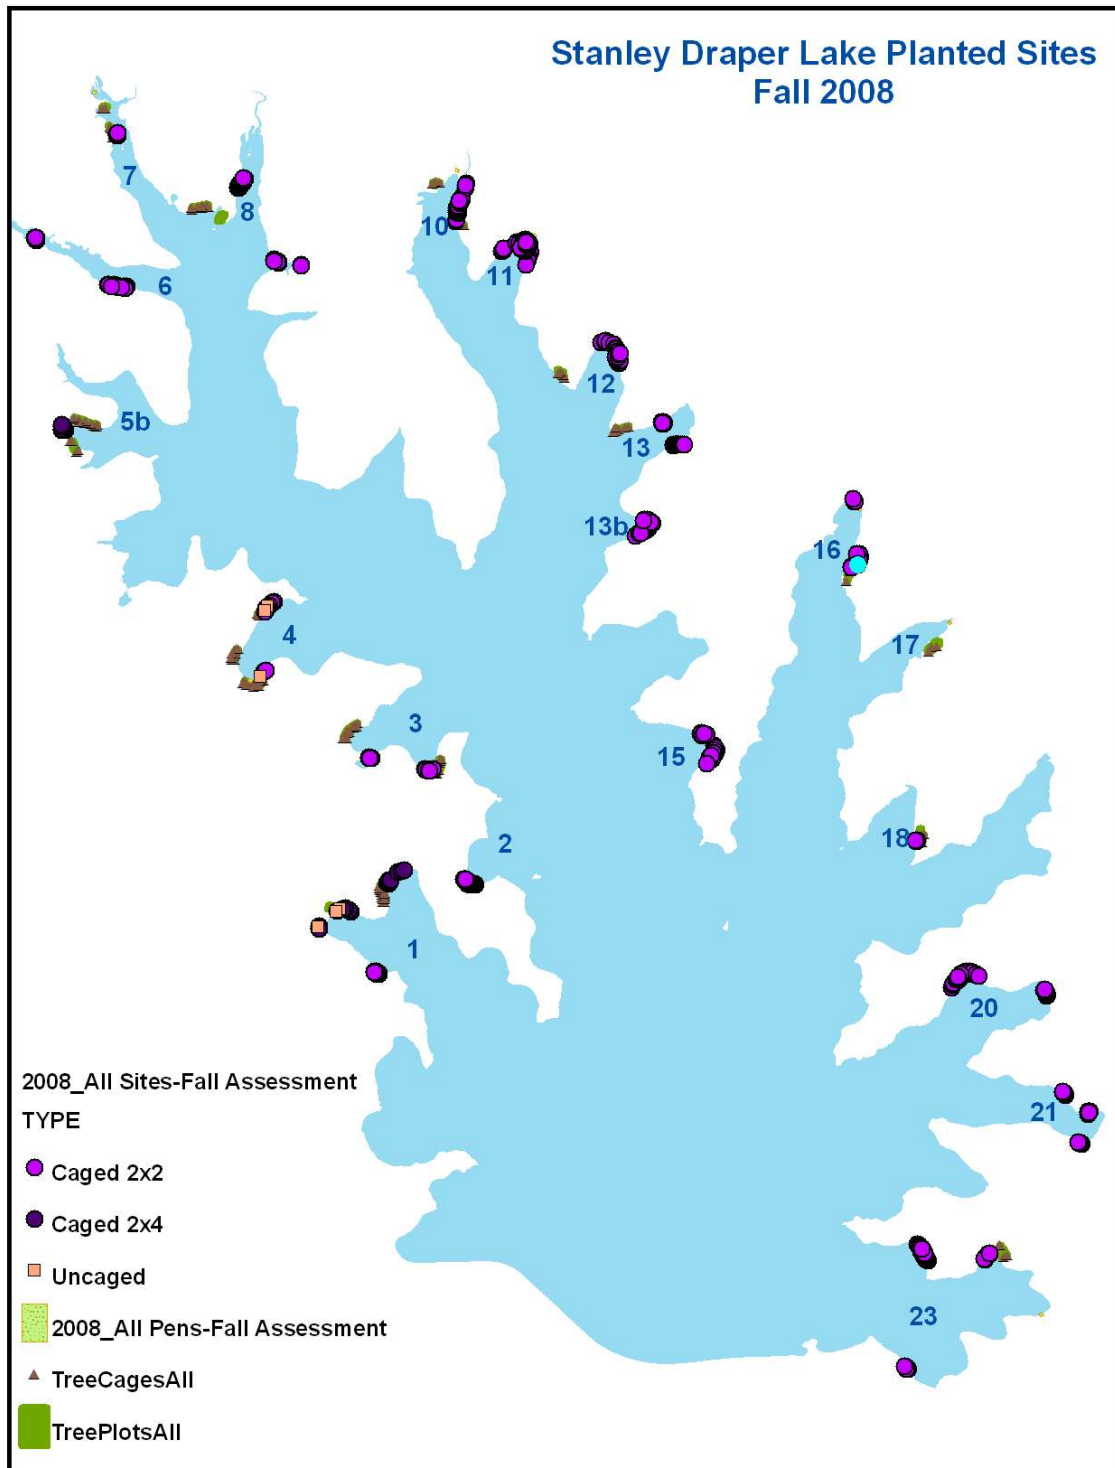 Stanley Draper Lake Planted Sites
Fall 2008
7
8
10
11
6
12
5b
13
13b
16
4
17
3
15
18
2
1
20
21
23
2008_All Sites-Fall Assessment
TYPE
Caged 2x2
Caged 2x4
Uncaged
2008_All Pens-Fall Assessment
TreeCagesAll
TreePlotsAll